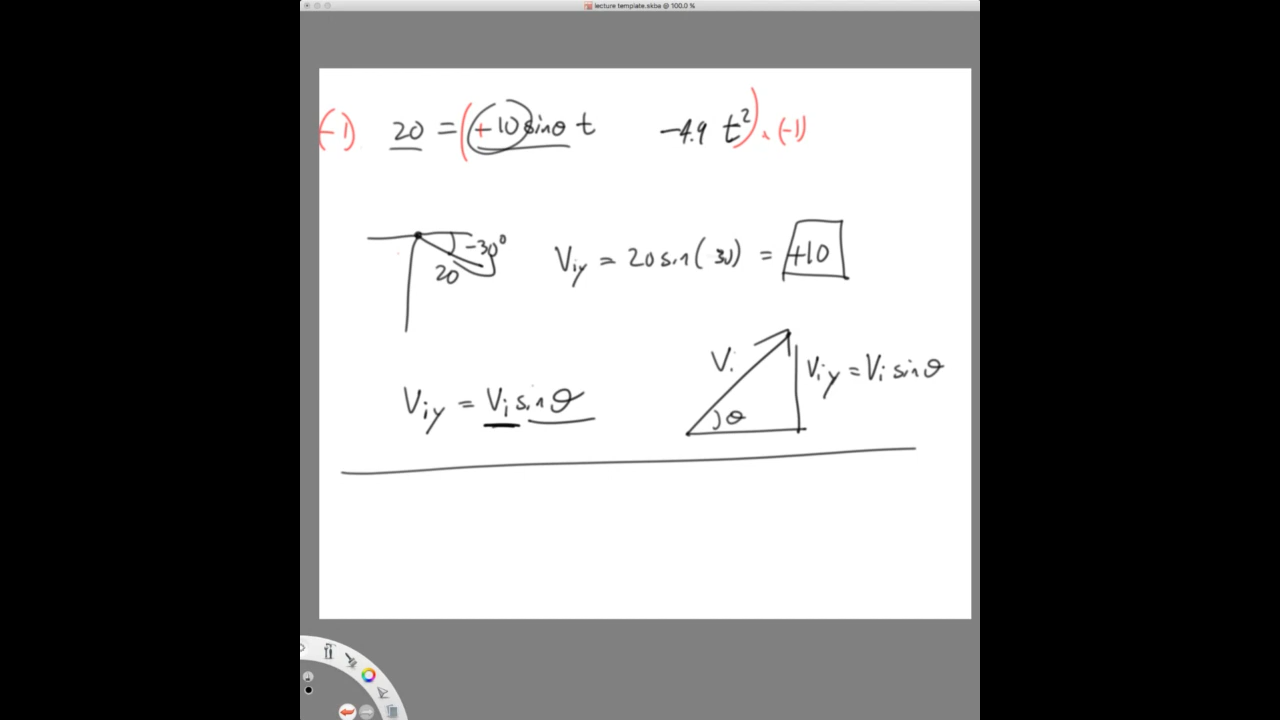 lecture template.skba @ 100.0 %
(-1) 20 = (+10 sinθ t -4.9 t²) · (-1)
-30°
20
Viy = 20 sin(30) = +10
Vi
θ
Viy = Vi sinθ
Viy = Vi sinθ